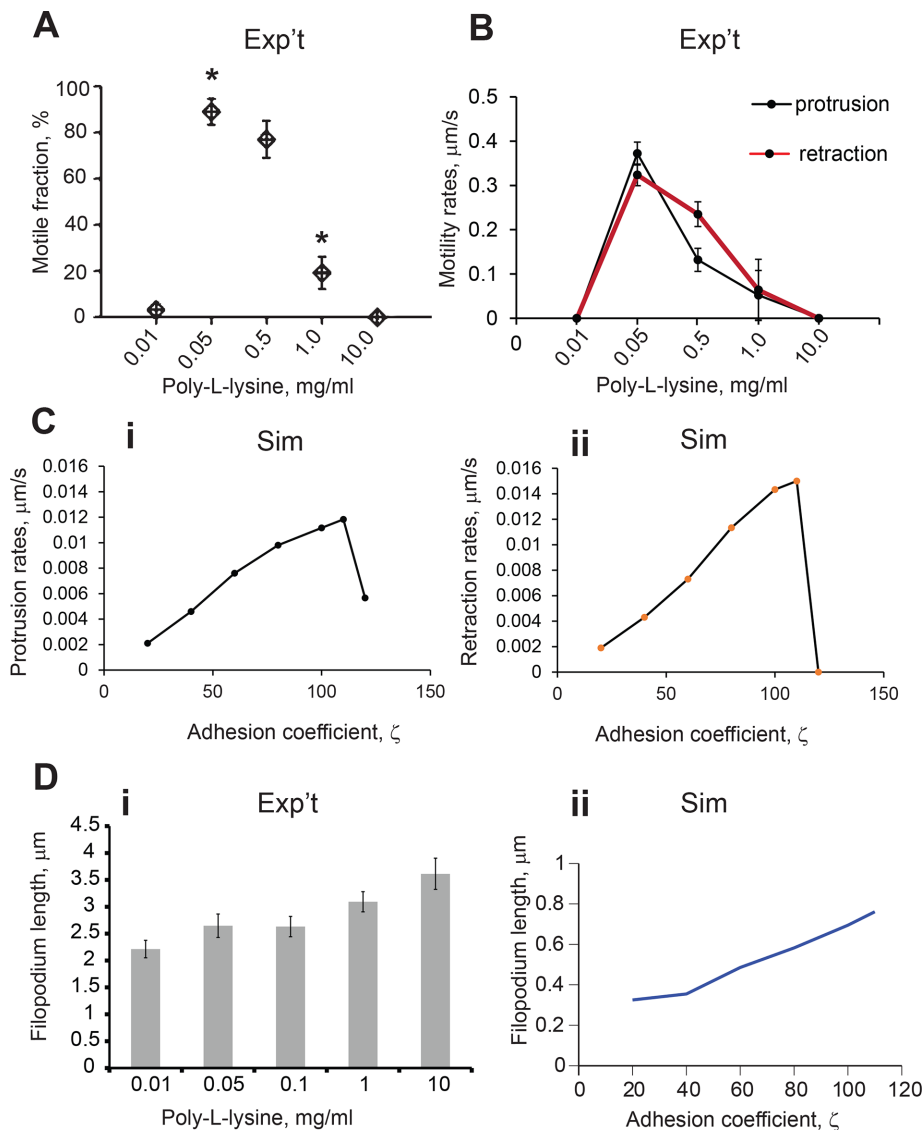 A
Exp't
Motile fraction, %
100
80
60
40
20
0
*
*
0.01
0.05
0.5
1.0
10.0
Poly-L-lysine, mg/ml
B
Exp't
Motility rates, μm/s
0.5
0.4
0.3
0.2
0.1
0
protrusion
retraction
0
0.01
0.05
0.5
1.0
10.0
Poly-L-lysine, mg/ml
C
i
Sim
Protrusion rates, μm/s
0.016
0.014
0.012
0.01
0.008
0.006
0.004
0.002
0
0
50
100
150
Adhesion coefficient, ζ
ii
Sim
Retraction rates, μm/s
0.016
0.014
0.012
0.01
0.008
0.006
0.004
0.002
0
0
50
100
150
Adhesion coefficient, ζ
D
i
Exp't
Filopodium length, μm
4.5
4
3.5
3
2.5
2
1.5
1
0.5
0
0.01
0.05
0.1
1
10
Poly-L-lysine, mg/ml
ii
Sim
Filopodium length, μm
1
0.8
0.6
0.4
0.2
0
20
40
60
80
100
120
Adhesion coefficient, ζ